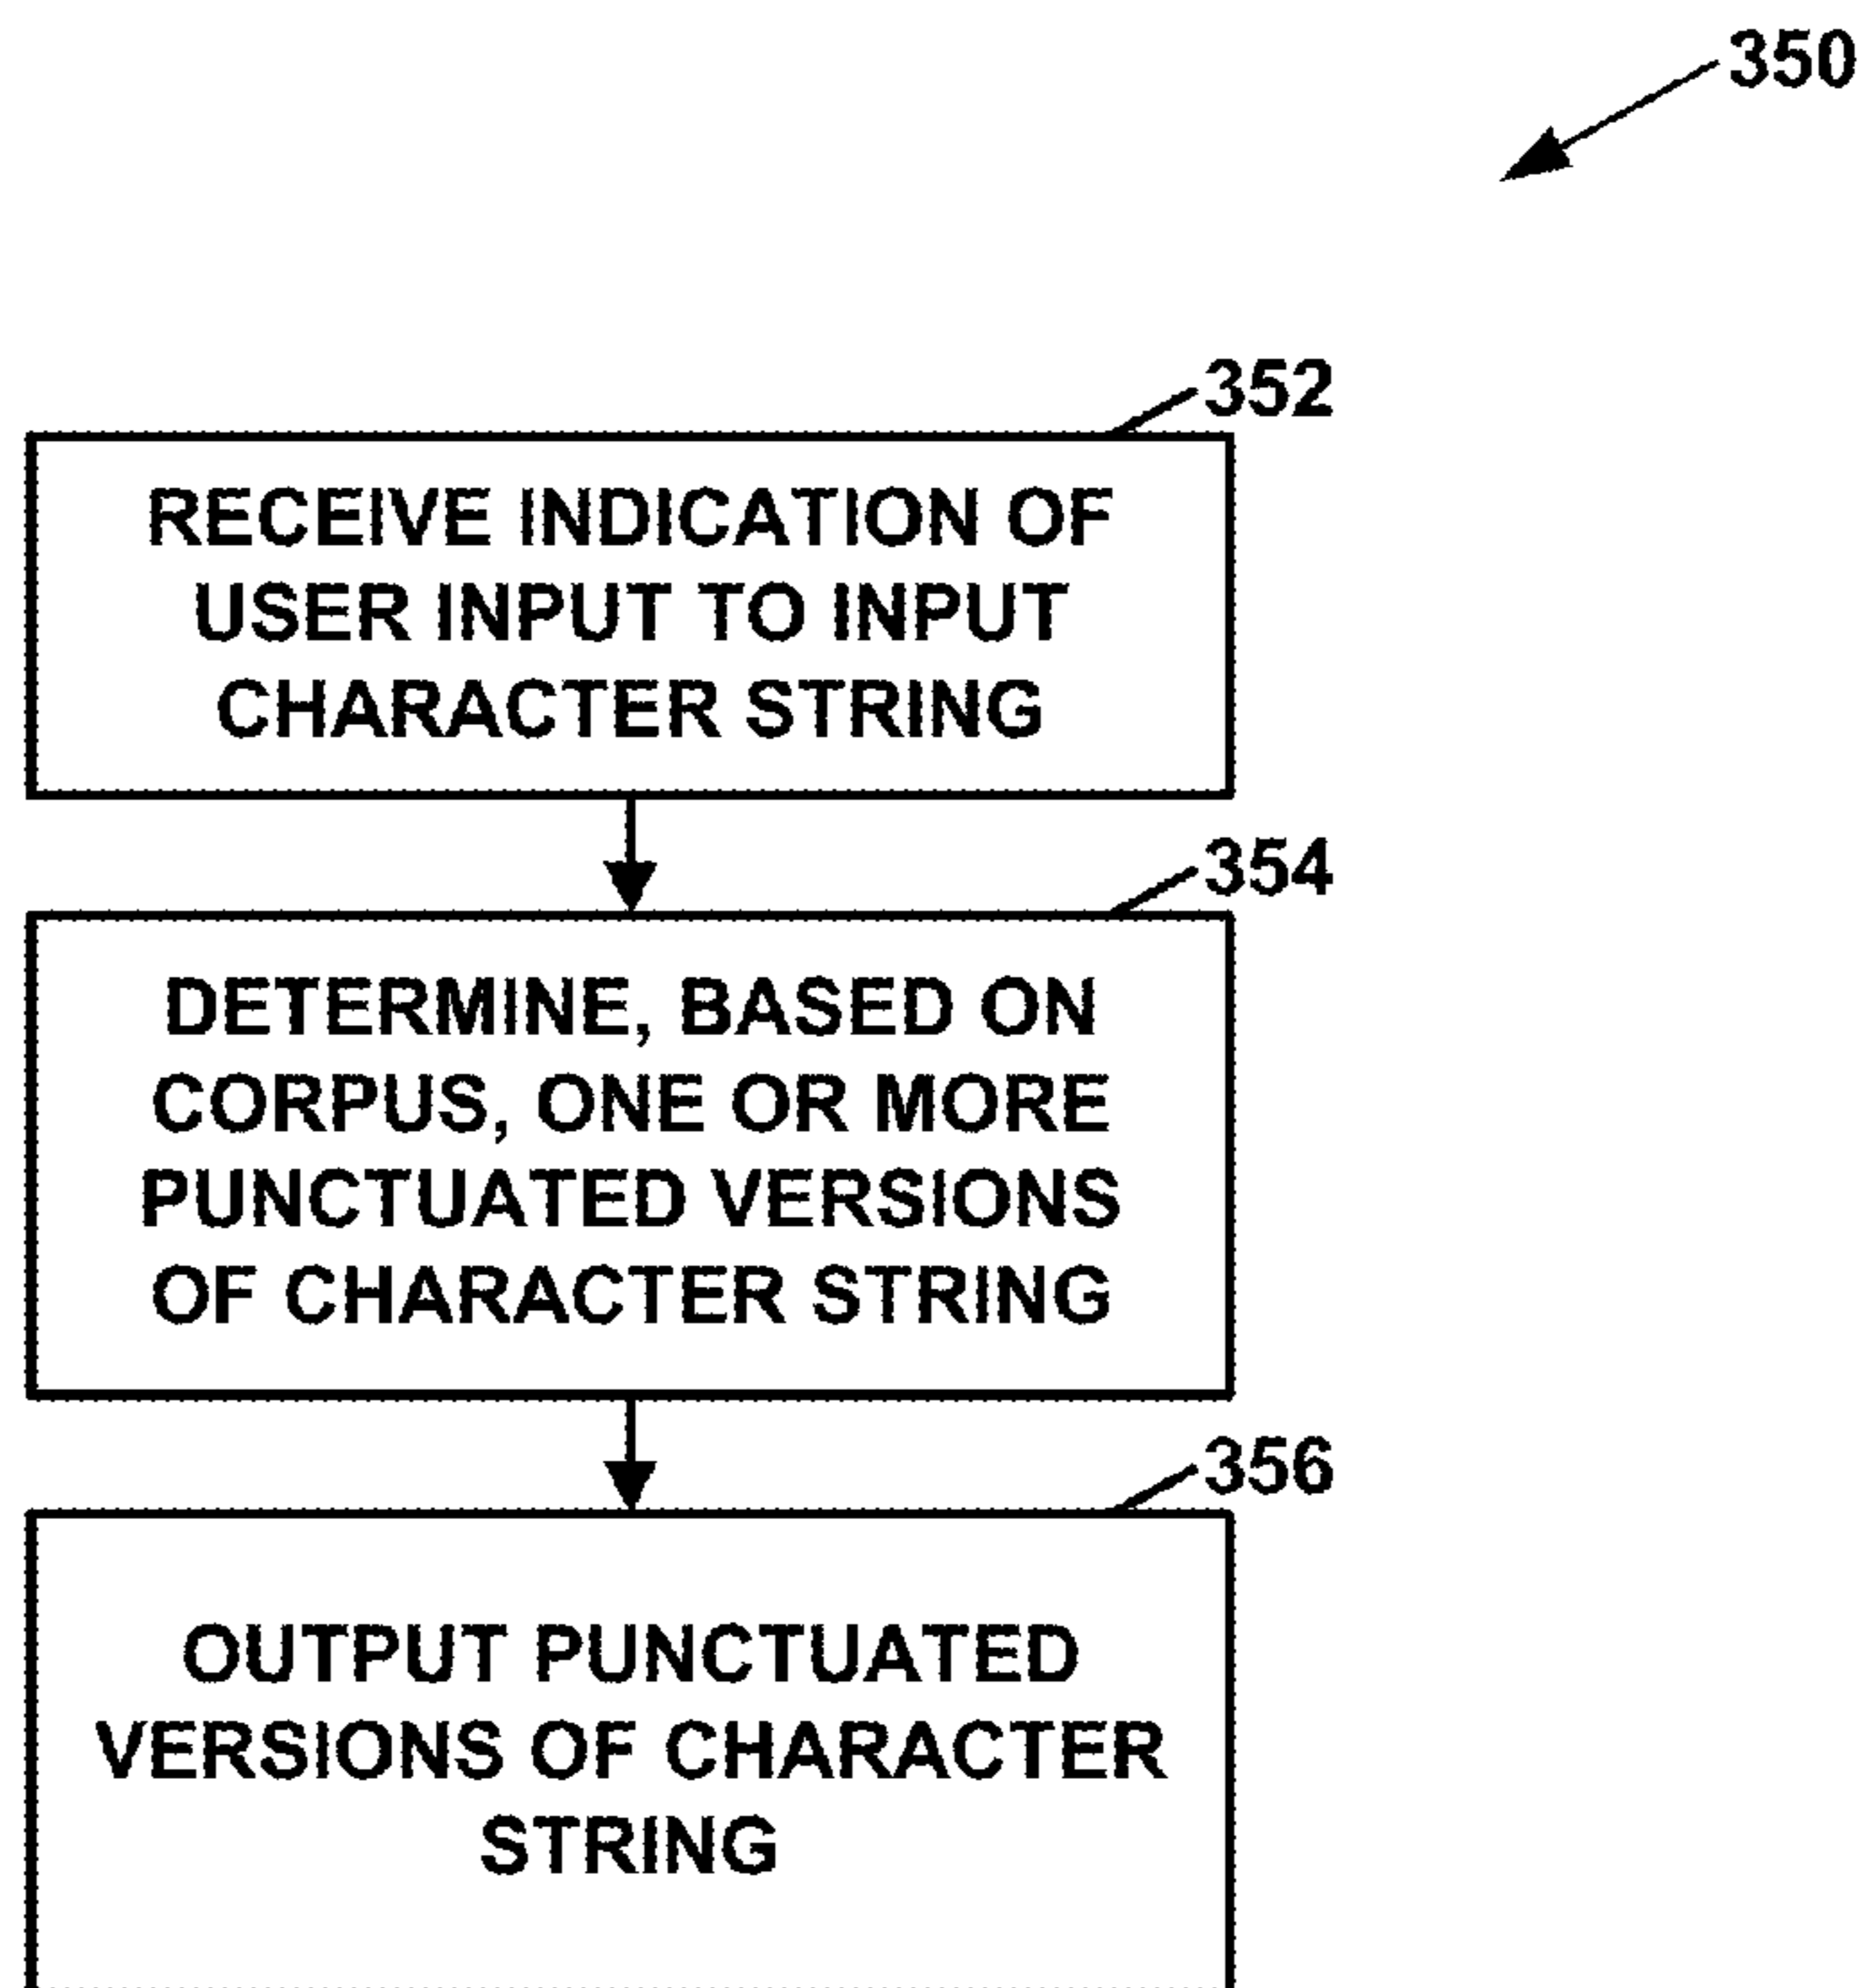 350
352
RECEIVE INDICATION OF
USER INPUT TO INPUT
CHARACTER STRING
354
DETERMINE, BASED ON
CORPUS, ONE OR MORE
PUNCTUATED VERSIONS
OF CHARACTER STRING
356
OUTPUT PUNCTUATED
VERSIONS OF CHARACTER
STRING